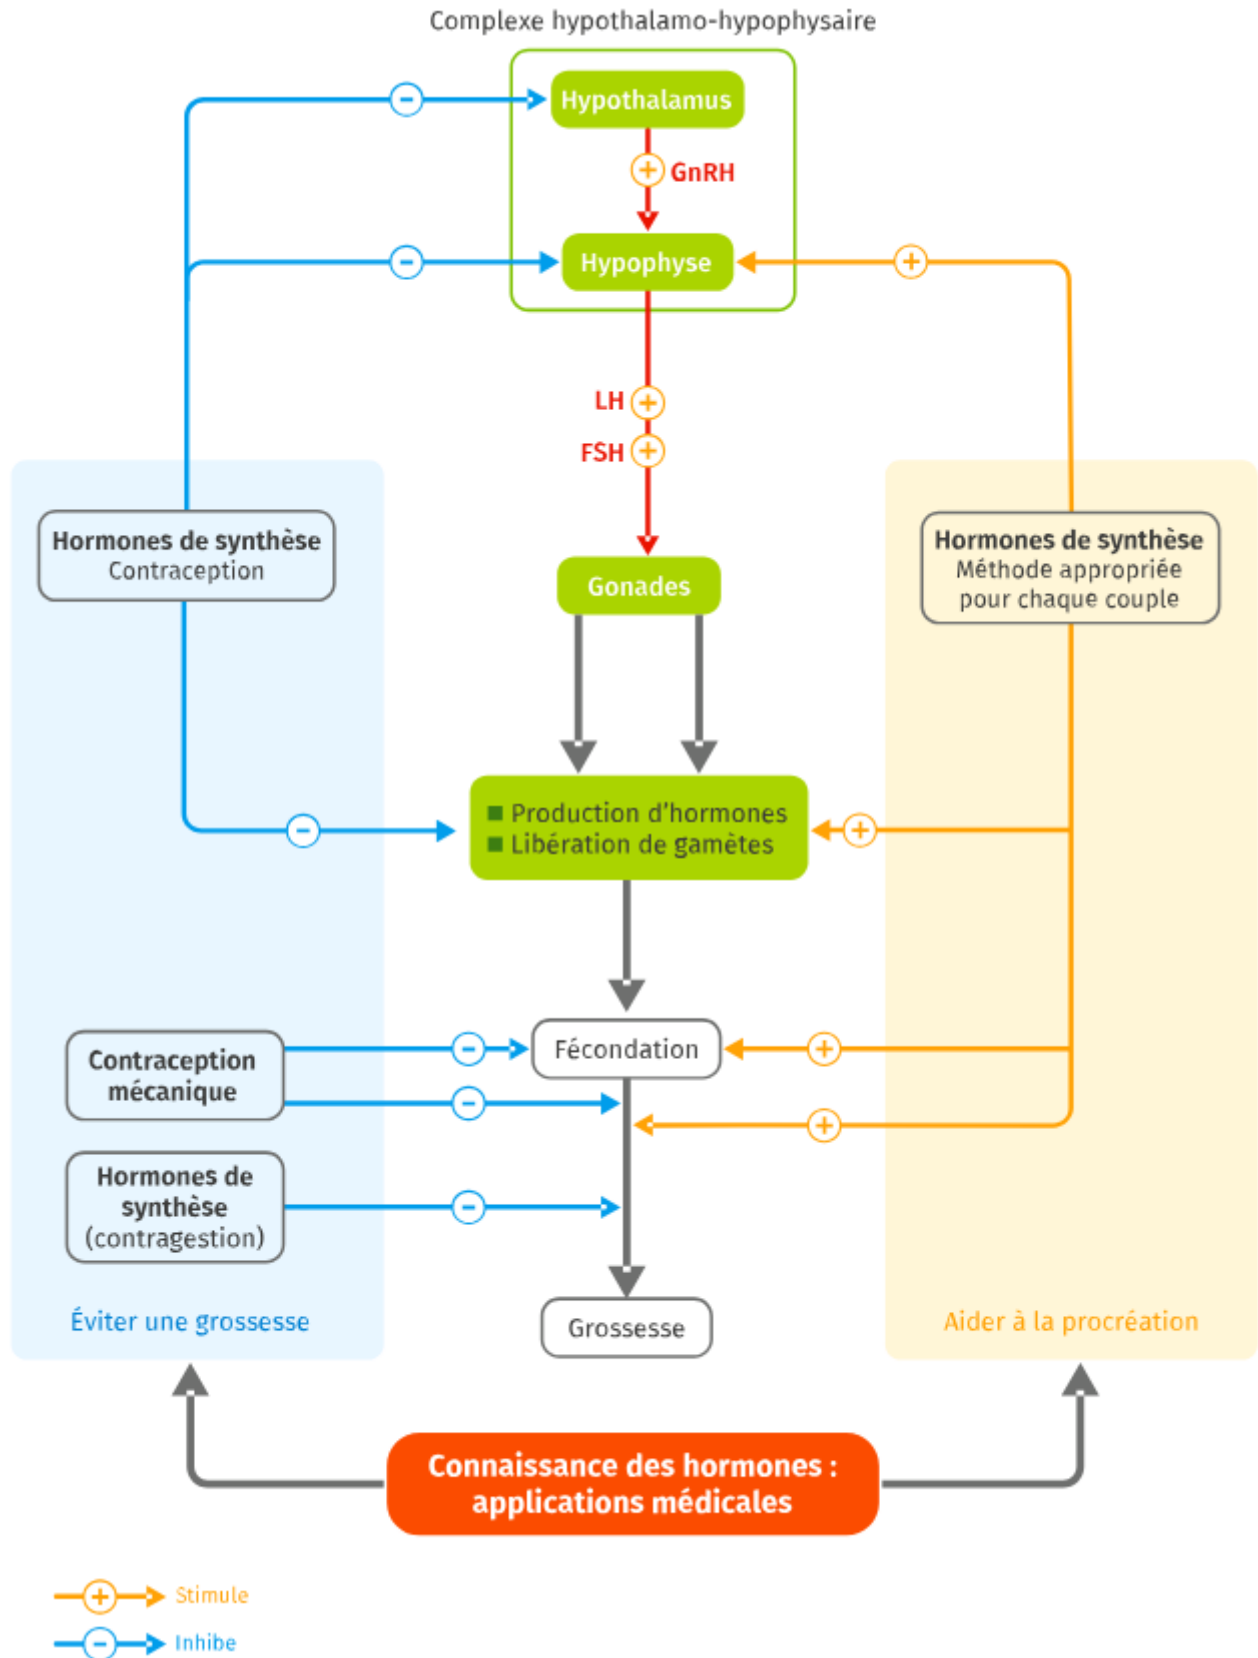 Complexe hypothalamo-hypophysaire
Hypothalamus
GnRH
Hypophyse
LH
FSH
Hormones de synthèse
Contraception
Hormones de synthèse
Méthode appropriée
pour chaque couple
Gonades
Production d'hormones
Libération de gamètes
Fécondation
Contraception
mécanique
Hormones de
synthèse
(contragestion)
Éviter une grossesse
Grossesse
Aider à la procréation
Connaissance des hormones :
applications médicales
Stimule
Inhibe